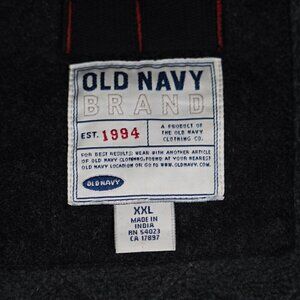 OLD NAVY
BRAND
EST. 1994
A PRODUCT OF
THE OLD NAVY
CLOTHING CO.
FOR BEST RESULTS WEAR WITH ANOTHER ARTICLE
OF OLD NAVY CLOTHING, FOUND AT YOUR NEAREST
OLD NAVY LOCATION OR GO TO WWW.OLDNAVY.COM.
OLD NAVY
XXL
MADE IN
INDIA
RN 54023
CA 17897